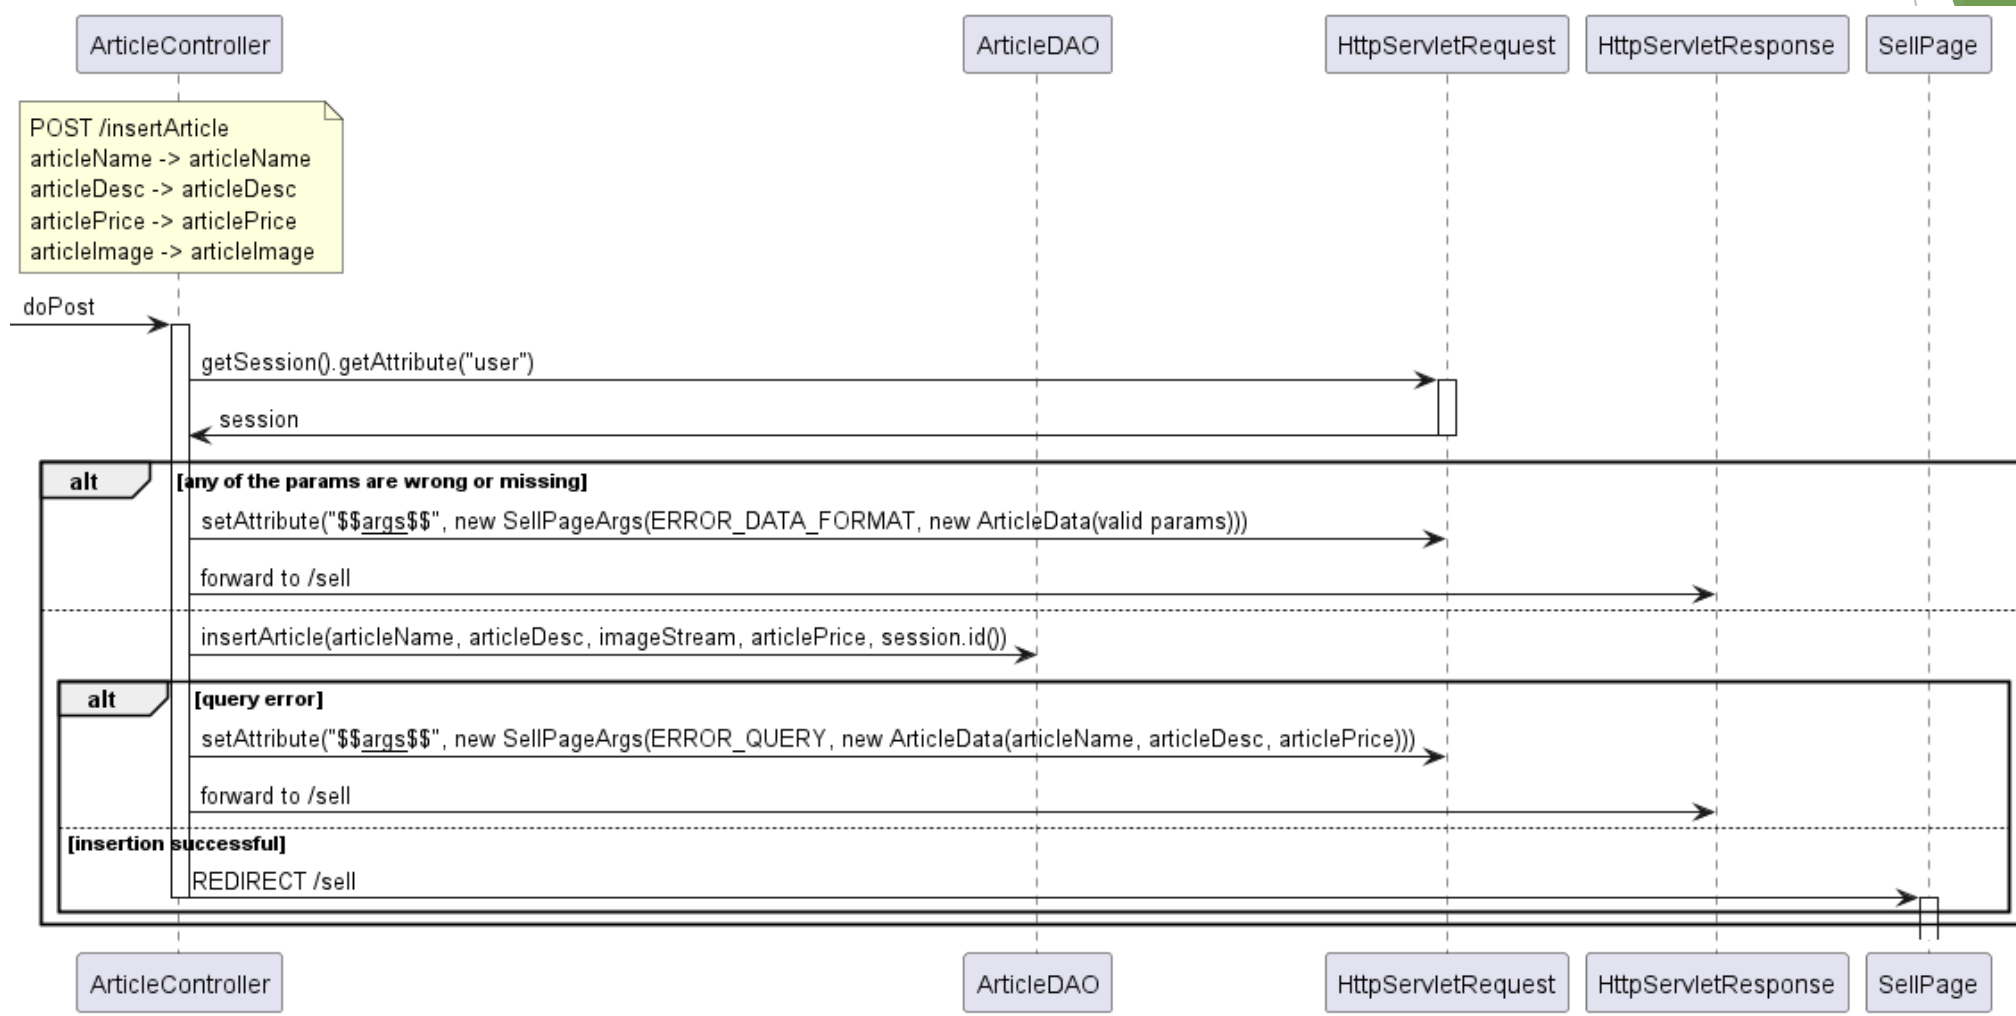 ArticleController
ArticleDAO
HttpServletRequest
HttpServletResponse
SellPage
POST /insertArticle
articleName -> articleName
articleDesc -> articleDesc
articlePrice -> articlePrice
articleImage -> articleImage
doPost
getSession().getAttribute("user")
session
alt
[any of the params are wrong or missing]
setAttribute("$$args$$", new SellPageArgs(ERROR_DATA_FORMAT, new ArticleData(valid params)))
forward to /sell
insertArticle(articleName, articleDesc, imageStream, articlePrice, session.id())
alt
[query error]
setAttribute("$$args$$", new SellPageArgs(ERROR_QUERY, new ArticleData(articleName, articleDesc, articlePrice)))
forward to /sell
[insertion successful]
REDIRECT /sell
ArticleController
ArticleDAO
HttpServletRequest
HttpServletResponse
SellPage